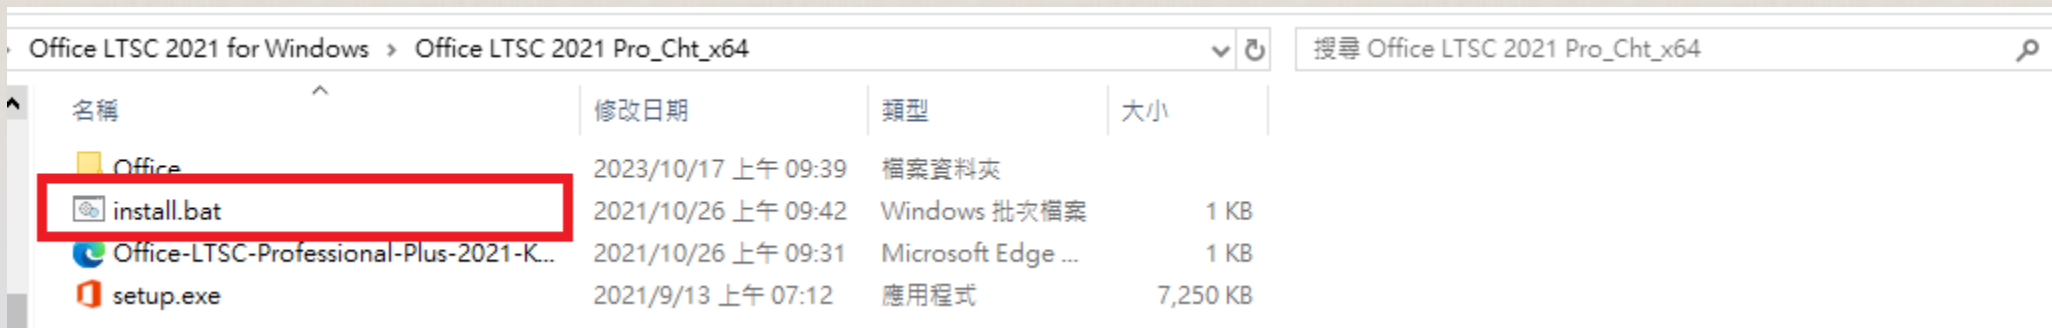 Office LTSC 2021 for Windows > Office LTSC 2021 Pro_Cht_x64 搜尋 Office LTSC 2021 Pro_Cht_x64
名稱 修改日期 類型 大小
Office 2023/10/17 上午 09:39 檔案資料夾
install.bat 2021/10/26 上午 09:42 Windows 批次檔案 1 KB
Office-LTSC-Professional-Plus-2021-K... 2021/10/26 上午 09:31 Microsoft Edge ... 1 KB
setup.exe 2021/9/13 上午 07:12 應用程式 7,250 KB